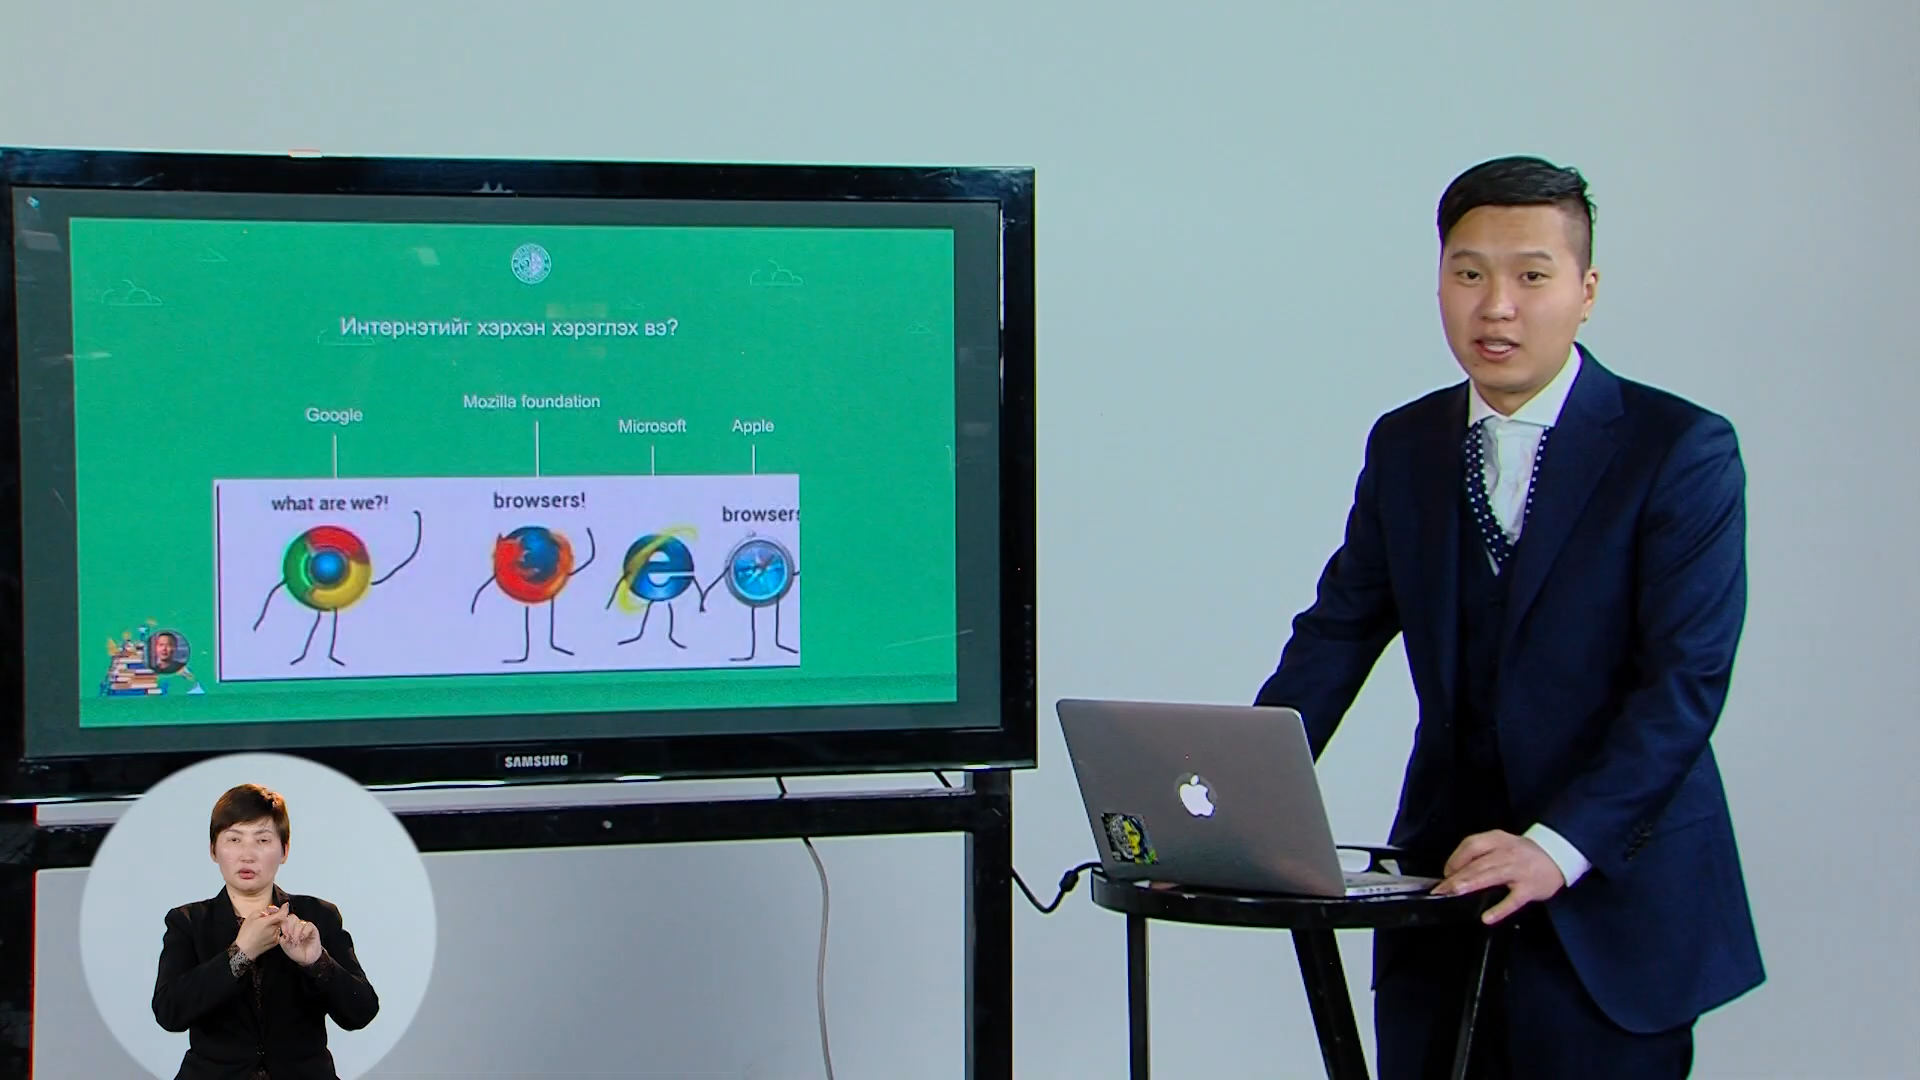 Интернэтийг хэрхэн хэрэглэх вэ?
Google
Mozilla foundation
Microsoft
Apple
what are we?!
browsers!
browsers
SAMSUNG